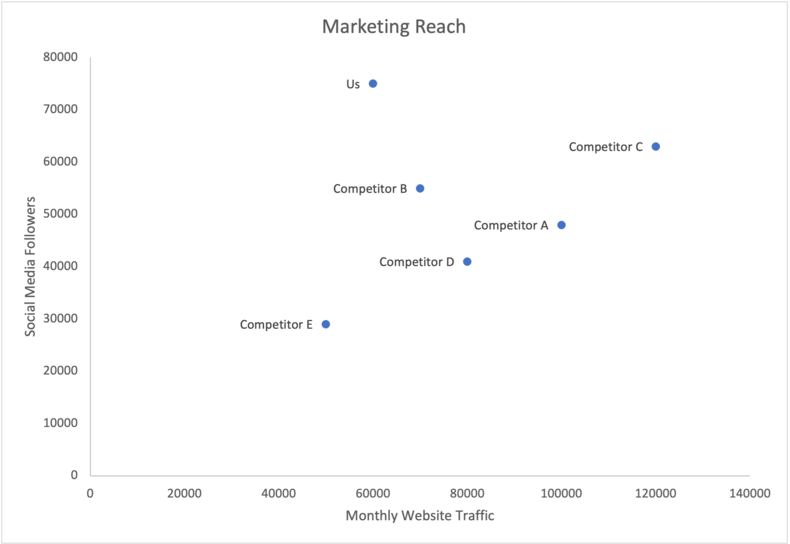 Marketing Reach
80000
70000
60000
50000
40000
30000
20000
10000
0
Social Media Followers
Us
Competitor C
Competitor B
Competitor A
Competitor D
Competitor E
0 20000 40000 60000 80000 100000 120000 140000
Monthly Website Traffic